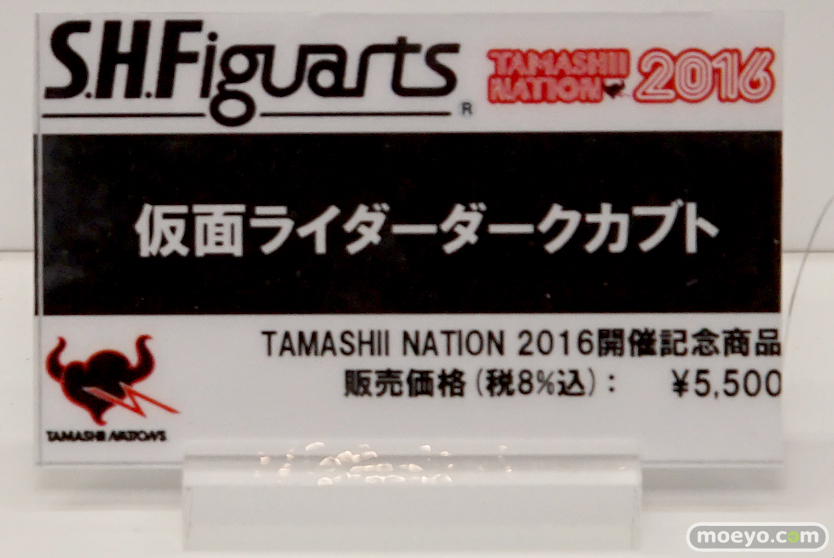 S.H.Figuarts®
TAMASHII
NATION 2016
仮面ライダーダークカブト
TAMASHII NATION 2016開催記念商品
販売価格(税8%込): ¥5,500
TAMASHII NATIONS
moeyo.com